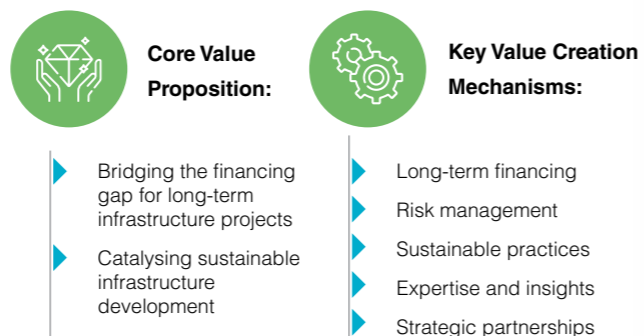 Core Value
Proposition:
Bridging the financing
gap for long-term
infrastructure projects
Catalysing sustainable
infrastructure
development
Key Value Creation
Mechanisms:
Long-term financing
Risk management
Sustainable practices
Expertise and insights
Strategic partnerships